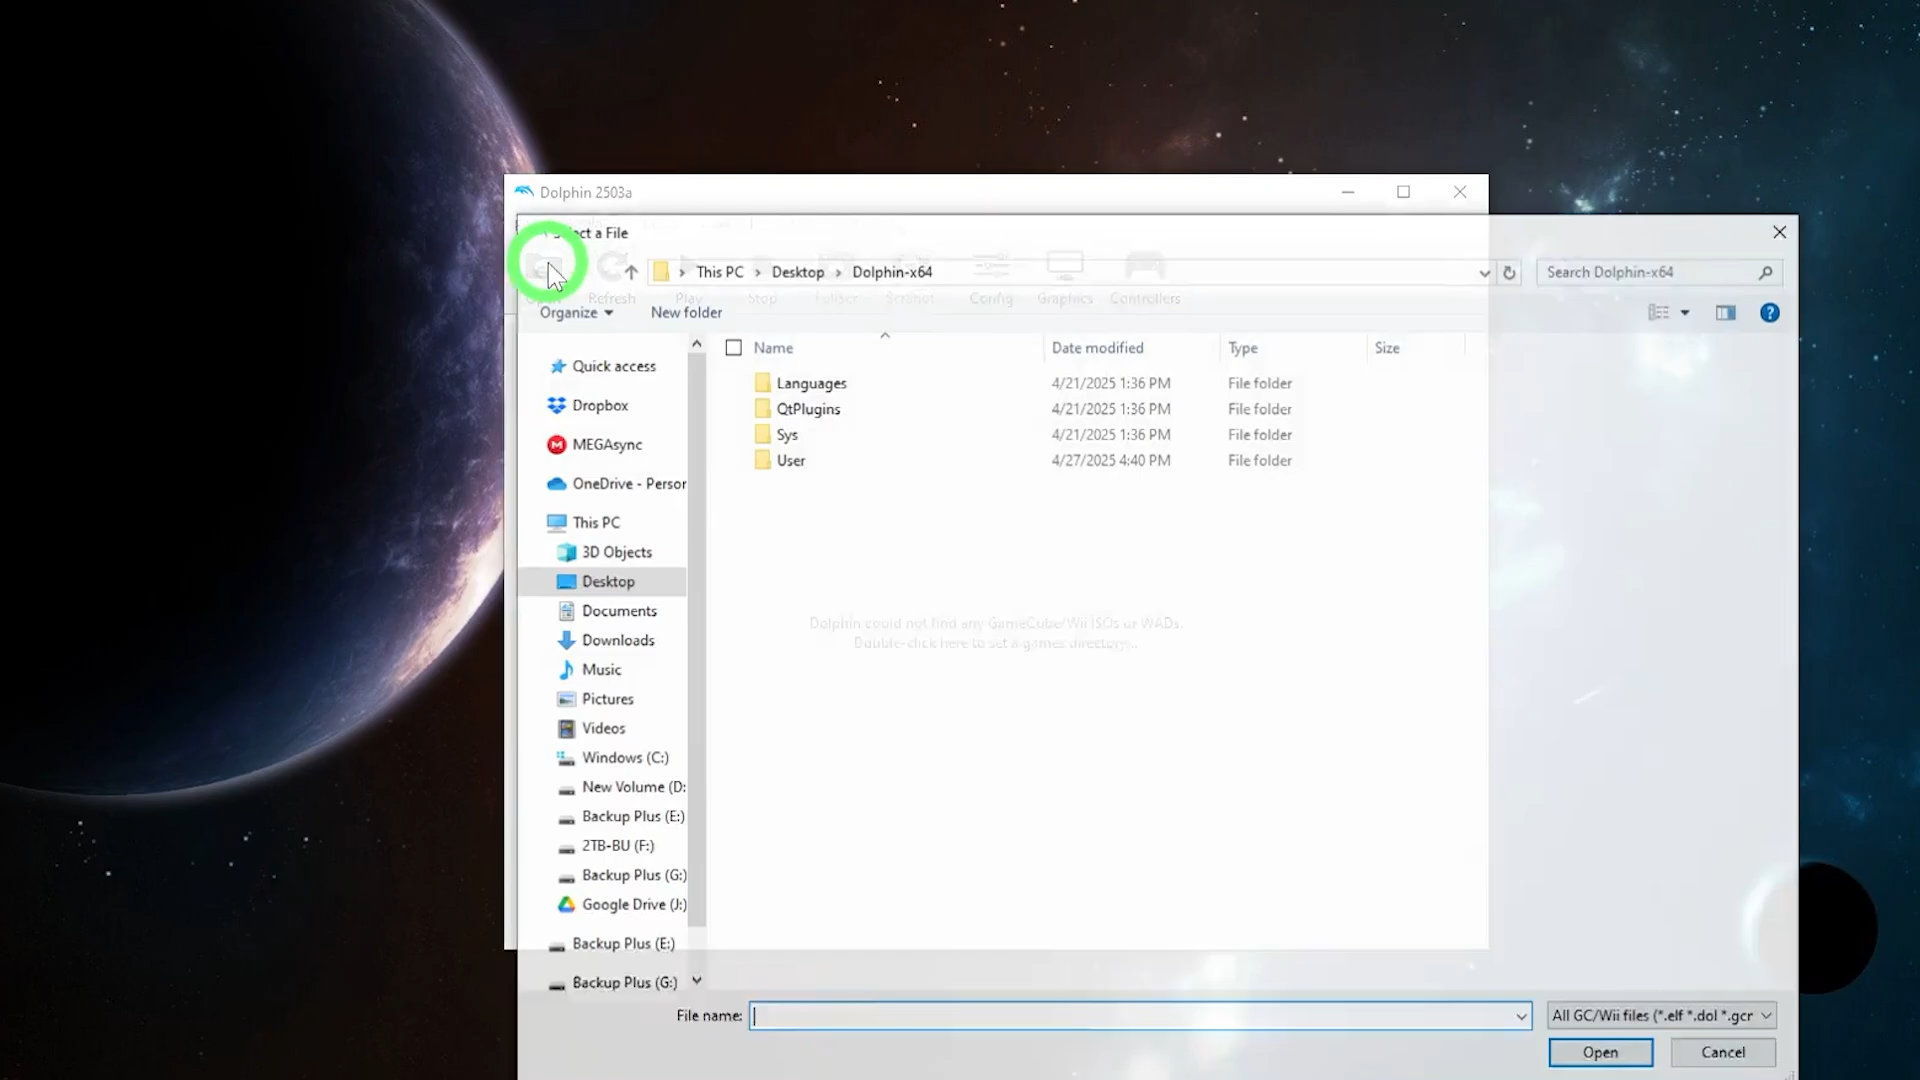 Dolphin 2503a
Select a File
This PC > Desktop > Dolphin-x64
Search Dolphin-x64
Open Refresh Play Stop Config Graphics Controllers
Organize New folder
Name Date modified Type Size
Languages 4/21/2025 1:36 PM File folder
QtPlugins 4/21/2025 1:36 PM File folder
Sys 4/21/2025 1:36 PM File folder
User 4/27/2025 4:40 PM File folder
Quick access
Dropbox
MEGAsync
OneDrive - Person
This PC
3D Objects
Desktop
Documents
Downloads
Music
Pictures
Videos
Windows (C:)
New Volume (D:
Backup Plus (E:)
2TB-BU (F:)
Backup Plus (G:)
Google Drive (J:)
Backup Plus (E:)
Backup Plus (G:)
Dolphin could not find any GameCube/Wii ISOs or WADs.
Double-click here to set a games directory...
File name:
All GC/Wii files (*.elf *.dol *.gcr
Open Cancel